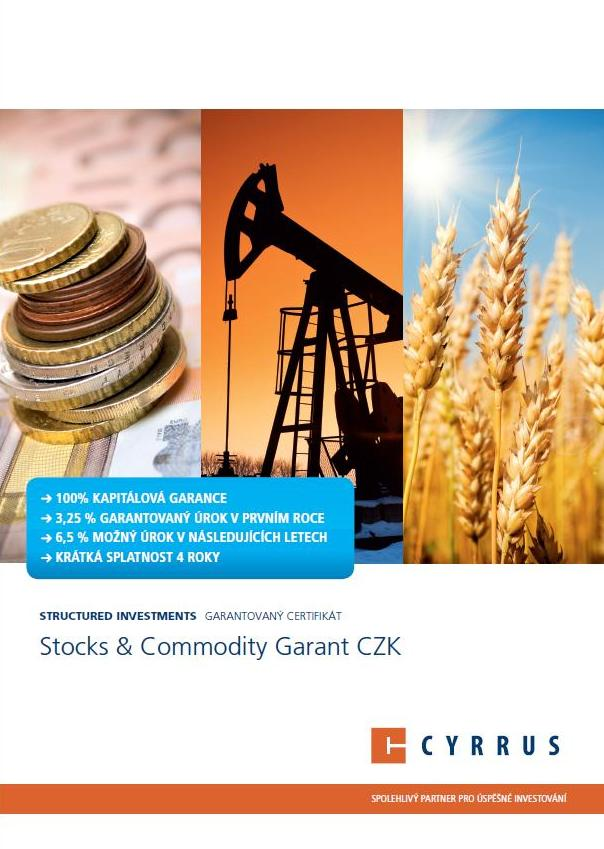 → 100% KAPITÁLOVÁ GARANCE
→ 3,25 % GARANTOVANÝ ÚROK V PRVNÍM ROCE
→ 6,5 % MOŽNÝ ÚROK V NÁSLEDUJÍCÍCH LETECH
→ KRÁTKÁ SPLATNOST 4 ROKY
STRUCTURED INVESTMENTS GARANTOVANÝ CERTIFIKÁT
Stocks & Commodity Garant CZK
CYRRUS
SPOLEHLIVÝ PARTNER PRO ÚSPĚŠNÉ INVESTOVÁNÍ